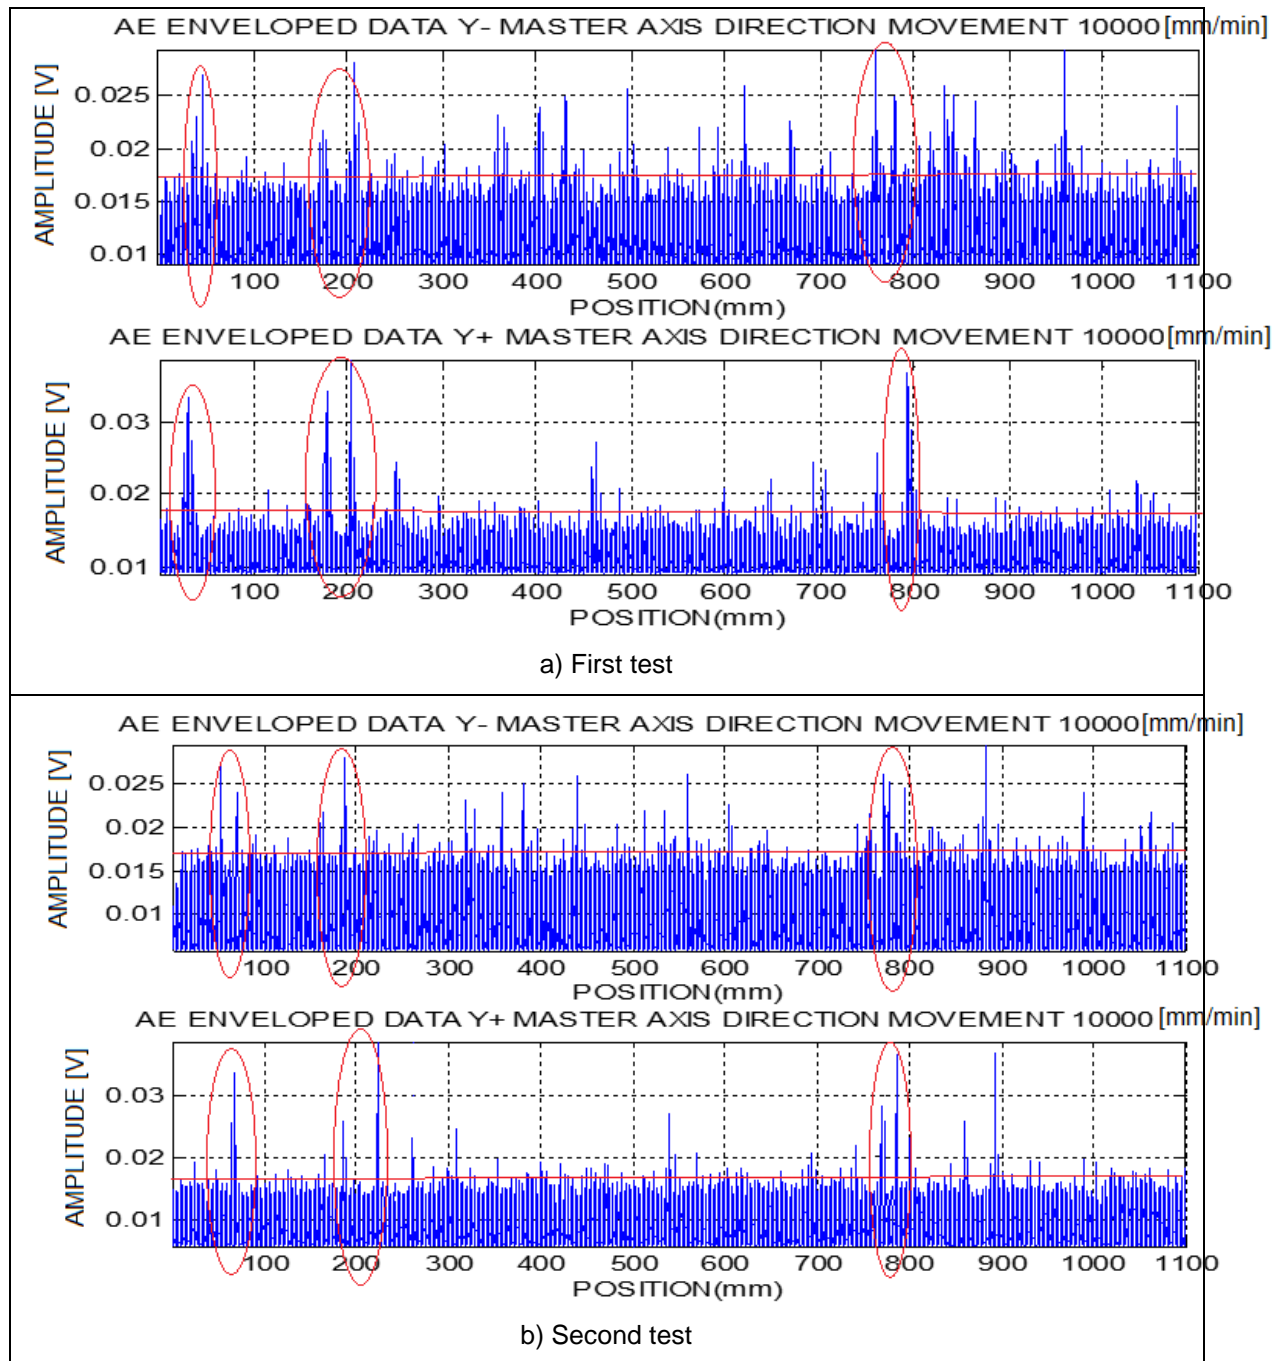 AE ENVELOPED DATA Y- MASTER AXIS DIRECTION MOVEMENT 10000[mm/min]
AMPLITUDE [V]
0.025
0.02
0.015
0.01
100 200 300 400 500 600 700 800 900 1000 1100
POSITION(mm)
AE ENVELOPED DATA Y+ MASTER AXIS DIRECTION MOVEMENT 10000[mm/min]
AMPLITUDE [V]
0.03
0.02
0.01
100 200 300 400 500 600 700 800 900 1000 1100
POSITION(mm)
a) First test
AE ENVELOPED DATA Y- MASTER AXIS DIRECTION MOVEMENT 10000[mm/min]
AMPLITUDE [V]
0.025
0.02
0.015
0.01
100 200 300 400 500 600 700 800 900 1000 1100
POSITION(mm)
AE ENVELOPED DATA Y+ MASTER AXIS DIRECTION MOVEMENT 10000 [mm/min]
AMPLITUDE [V]
0.03
0.02
0.01
100 200 300 400 500 600 700 800 900 1000 1100
POSITION(mm)
b) Second test